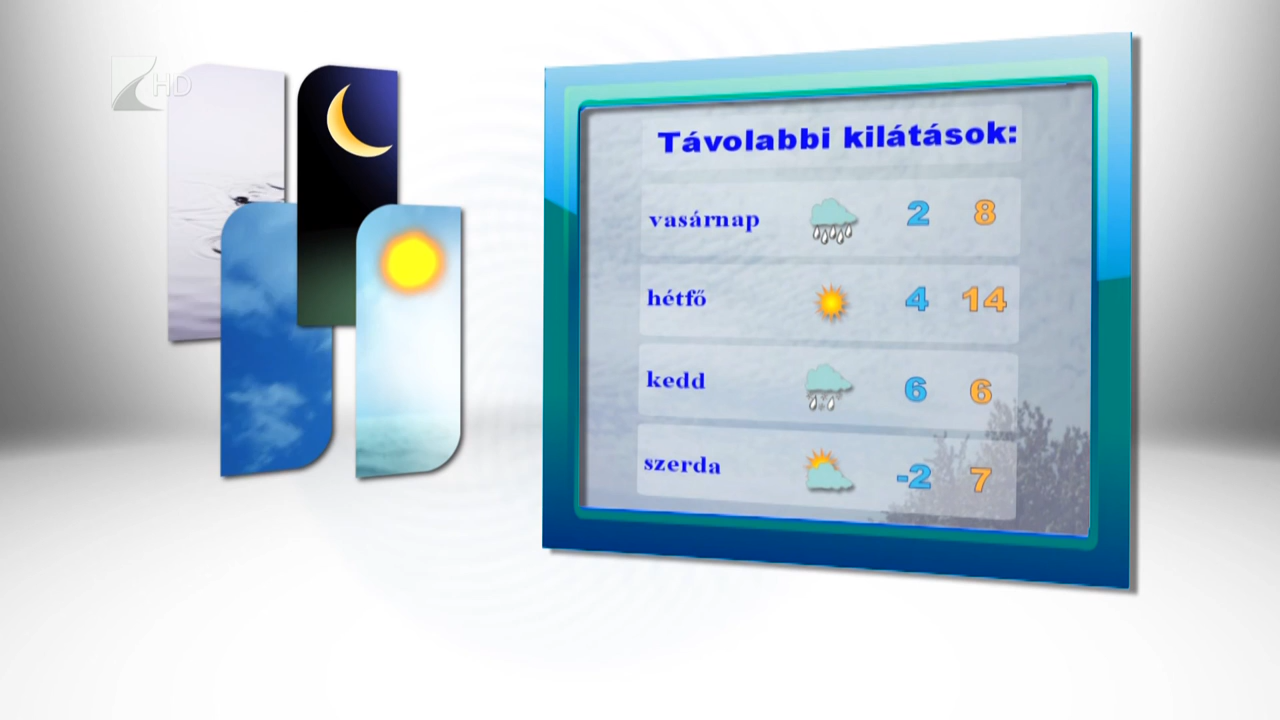 HD
Távolabbi kilátások:
vasárnap 2 8
hétfő 4 14
kedd 6 6
szerda -2 7